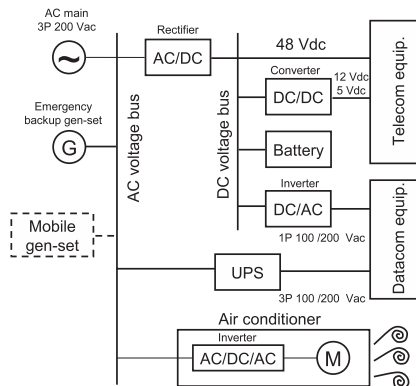 AC main
3P 200 Vac
~
Rectifier
AC/DC
48 Vdc
Converter
DC/DC
12 Vdc
5 Vdc
Telecom equip.
Emergency
backup gen-set
G
AC voltage bus
DC voltage bus
Battery
Inverter
DC/AC
1P 100 /200 Vac
Datacom equip.
Mobile
gen-set
UPS
3P 100 /200 Vac
Air conditioner
Inverter
AC/DC/AC
M